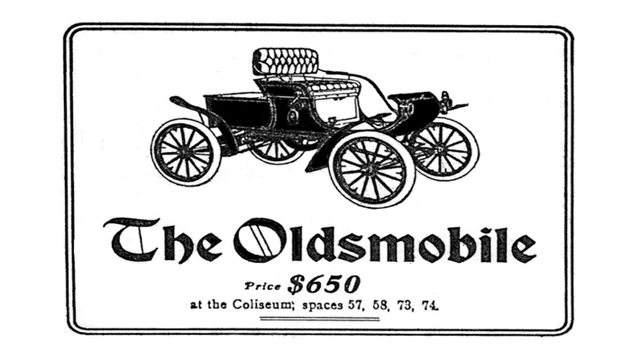 The Oldsmobile
Price $650
at the Coliseum; spaces 57, 58, 73, 74.